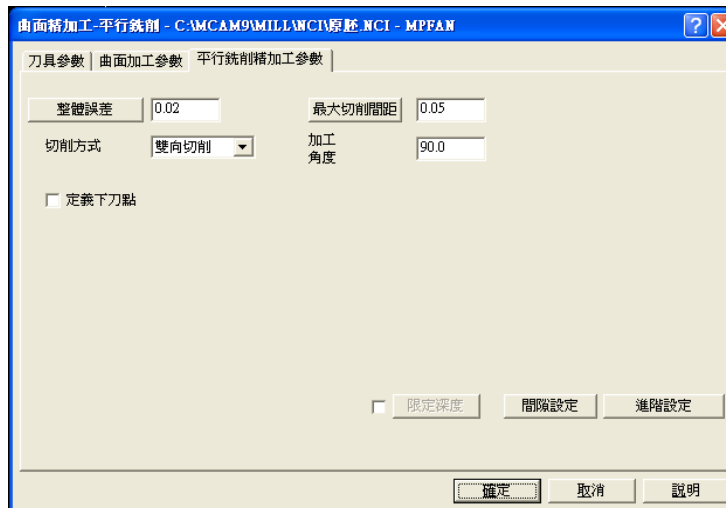 曲面精加工-平行銑削 - C:\MCAM9\MILL\NCI\原胚.NCI - MPFAN
刀具參數 曲面加工參數 平行銑削精加工參數
整體誤差 0.02 最大切削間距 0.05
切削方式 雙向切削 加工角度 90.0
定義下刀點
限定深度 間隙設定 進階設定
確定 取消 說明